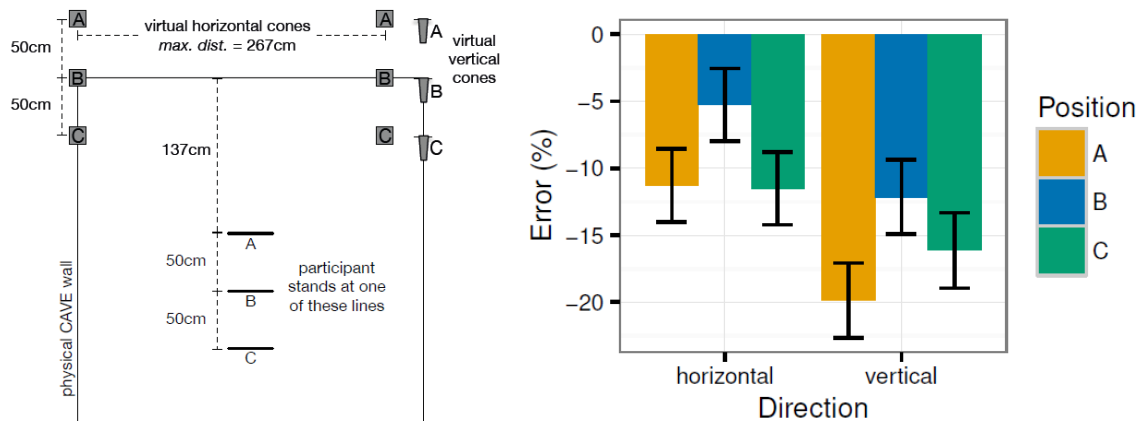 A
virtual horizontal cones
max. dist. = 267cm
A
A
virtual
vertical
cones
50cm
B
B
B
50cm
C
C
C
137cm
A
50cm
B
50cm
C
participant
stands at one
of these lines
physical CAVE wall
0
−5
−10
−15
−20
Error (%)
horizontal
vertical
Direction
Position
A
B
C